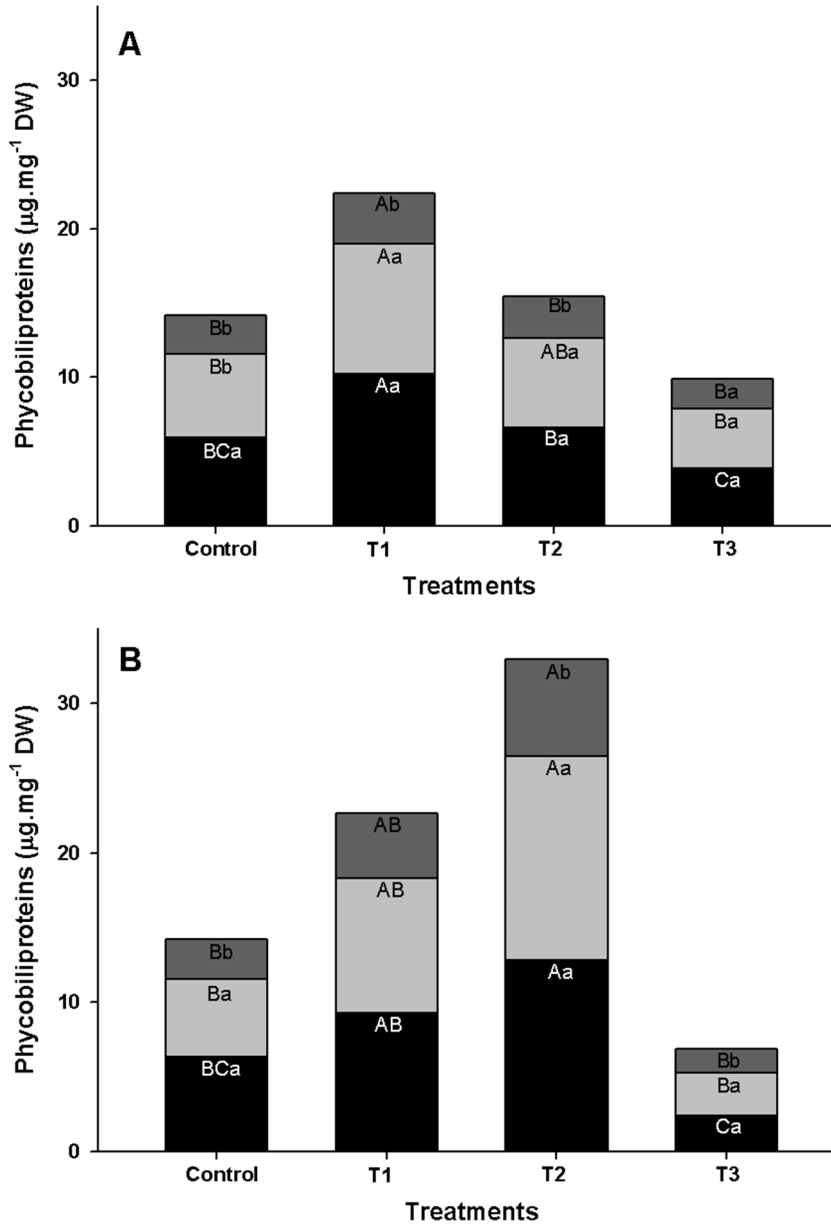 A
Phycobiliproteins (µg.mg⁻¹ DW)
30
20
10
0
Bb
Bb
BCa
Ab
Aa
Aa
Bb
ABa
Ba
Ba
Ba
Ca
Control
T1
T2
T3
Treatments
B
Phycobiliproteins (µg.mg⁻¹ DW)
30
20
10
0
Bb
Ba
BCa
AB
AB
AB
Ab
Aa
Aa
Bb
Ba
Ca
Control
T1
T2
T3
Treatments